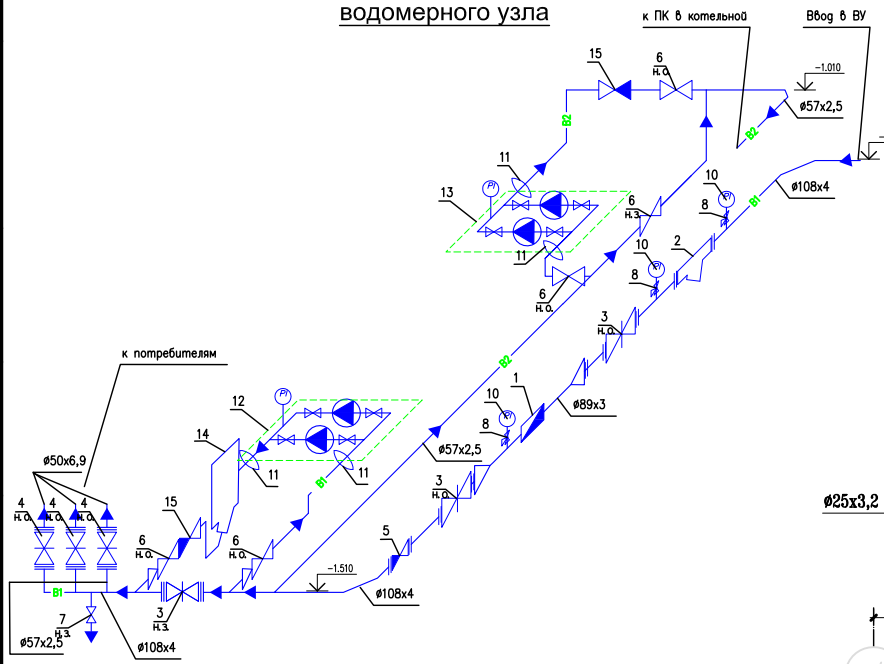 водомерного узла
к ПК в котельной
Ввод в ВУ
15
6
н.о.
-1.010
ø57x2,5
В2
В2
11
10
13
PI
8
ø108x4
В1
6
н.з.
10
2
PI
11
8
6
н.о.
3
н.о.
к потребителям
В2
1
PI
10
ø89x3
12
14
8
ø57x2,5
ø50x6,9
11
11
В1
15
3
н.о.
4
н.о.
4
н.о.
4
н.о.
ø25x3,2
6
н.о.
6
н.о.
5
-1.510
В1
ø108x4
3
н.з.
7
н.з.
ø57x2,5
ø108x4